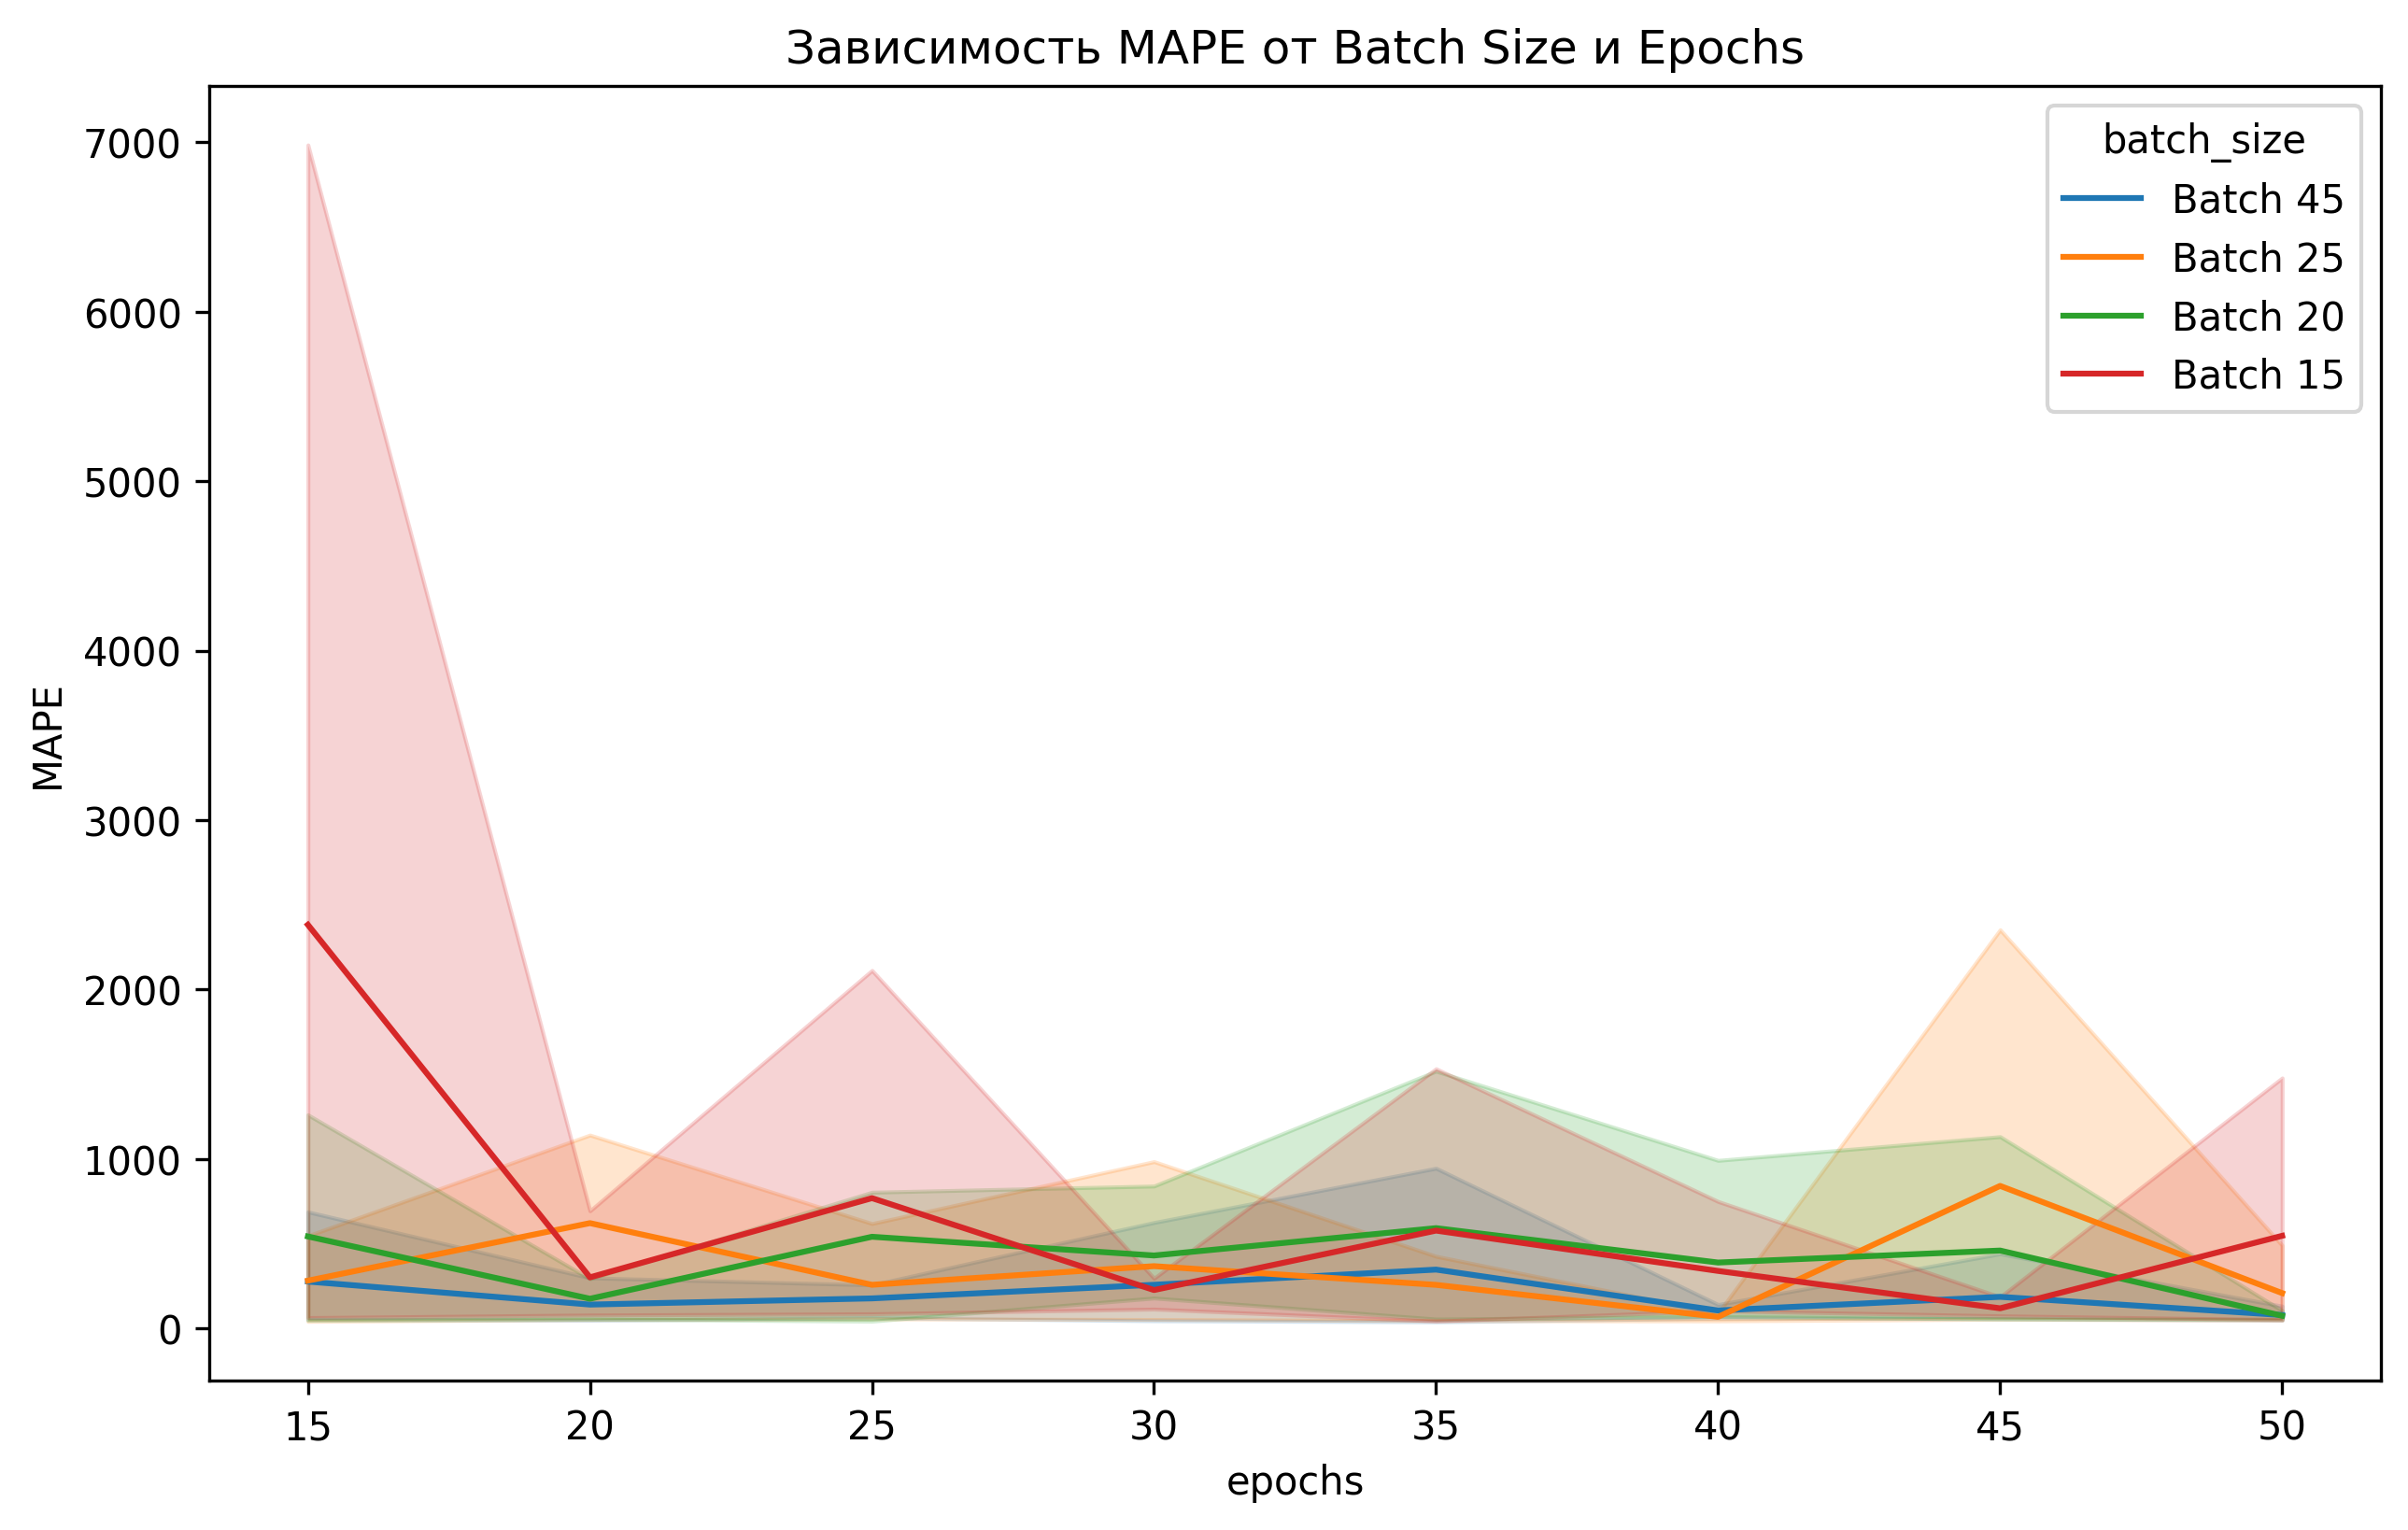 Зависимость MAPE от Batch Size и Epochs
7000
6000
5000
4000
3000
2000
1000
0
MAPE
batch_size
Batch 45
Batch 25
Batch 20
Batch 15
15 20 25 30 35 40 45 50
epochs